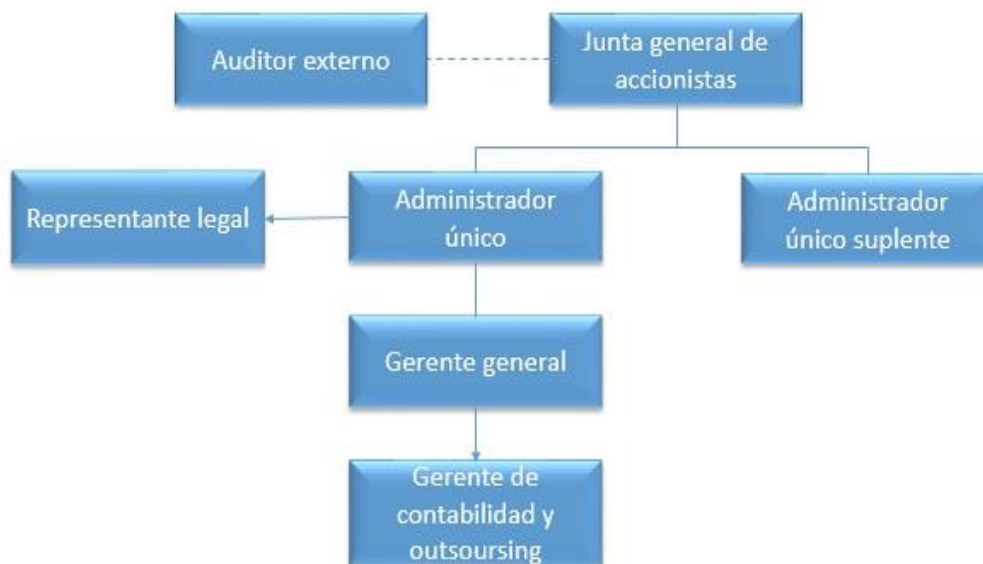 Auditor externo
Junta general de
accionistas
Representante legal
Administrador
único
Administrador
único suplente
Gerente general
Gerente de
contabilidad y
outsoursing